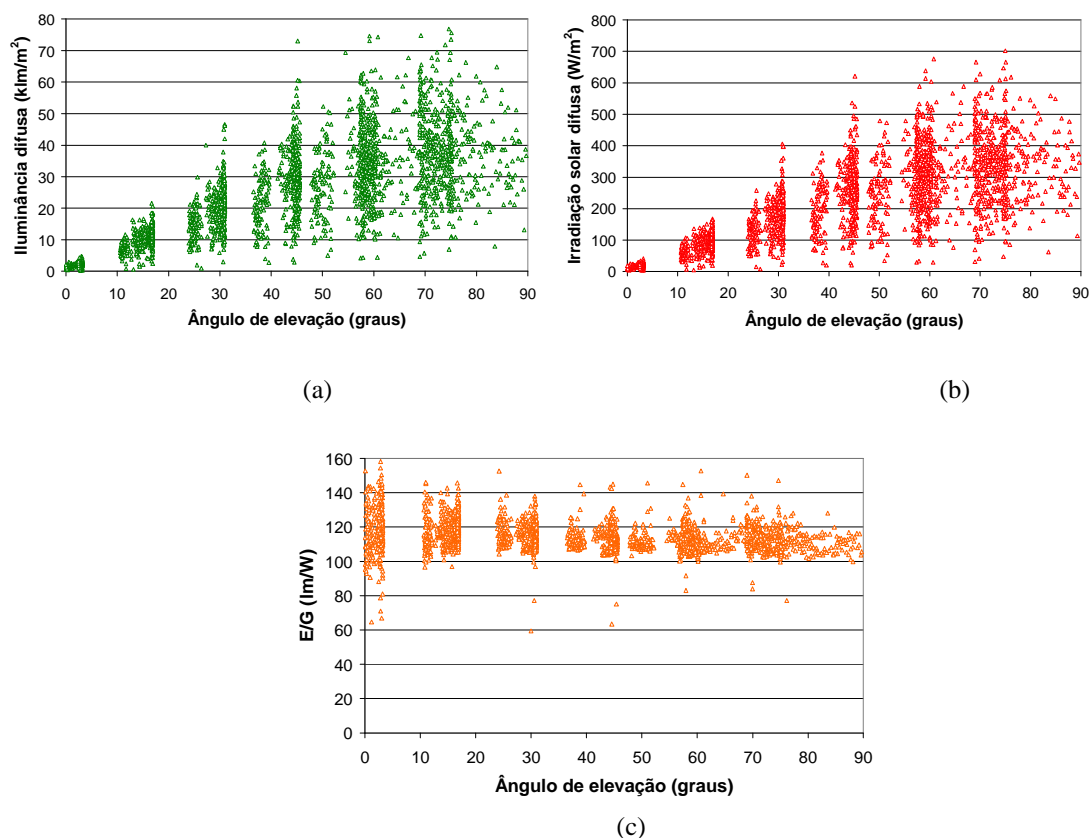 Iluminância difusa (klm/m²)
80
70
60
50
40
30
20
10
0
0 10 20 30 40 50 60 70 80 90
Ângulo de elevação (graus)
(a)
Irradiação solar difusa (W/m²)
800
700
600
500
400
300
200
100
0
0 10 20 30 40 50 60 70 80 90
Ângulo de elevação (graus)
(b)
E/G (lm/W)
160
140
120
100
80
60
40
20
0
0 10 20 30 40 50 60 70 80 90
Ângulo de elevação (graus)
(c)